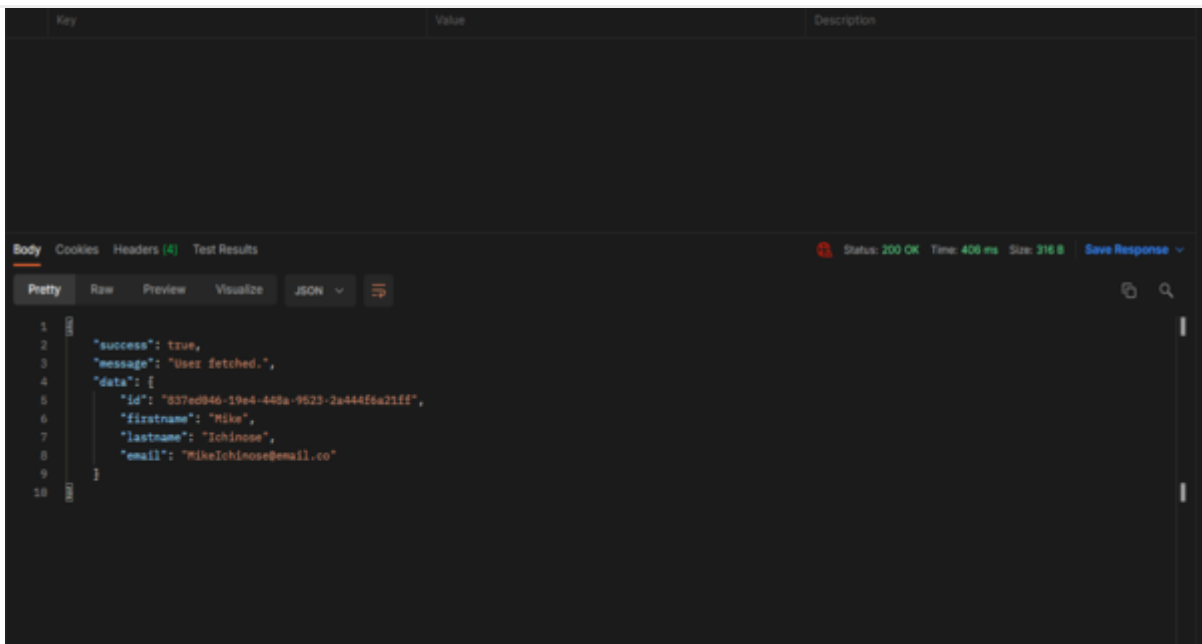 Key Value Description
Body Cookies Headers (4) Test Results Status: 200 OK Time: 406 ms Size: 316 B Save Response
Pretty Raw Preview Visualize JSON
1 {
2 "success": true,
3 "message": "User fetched.",
4 "data": {
5 "id": "837ed046-19e4-448a-9523-2a444f6a21ff",
6 "firstname": "Mike",
7 "lastname": "Ichinose",
8 "email": "MikeIchinose@email.co"
9 }
10 }